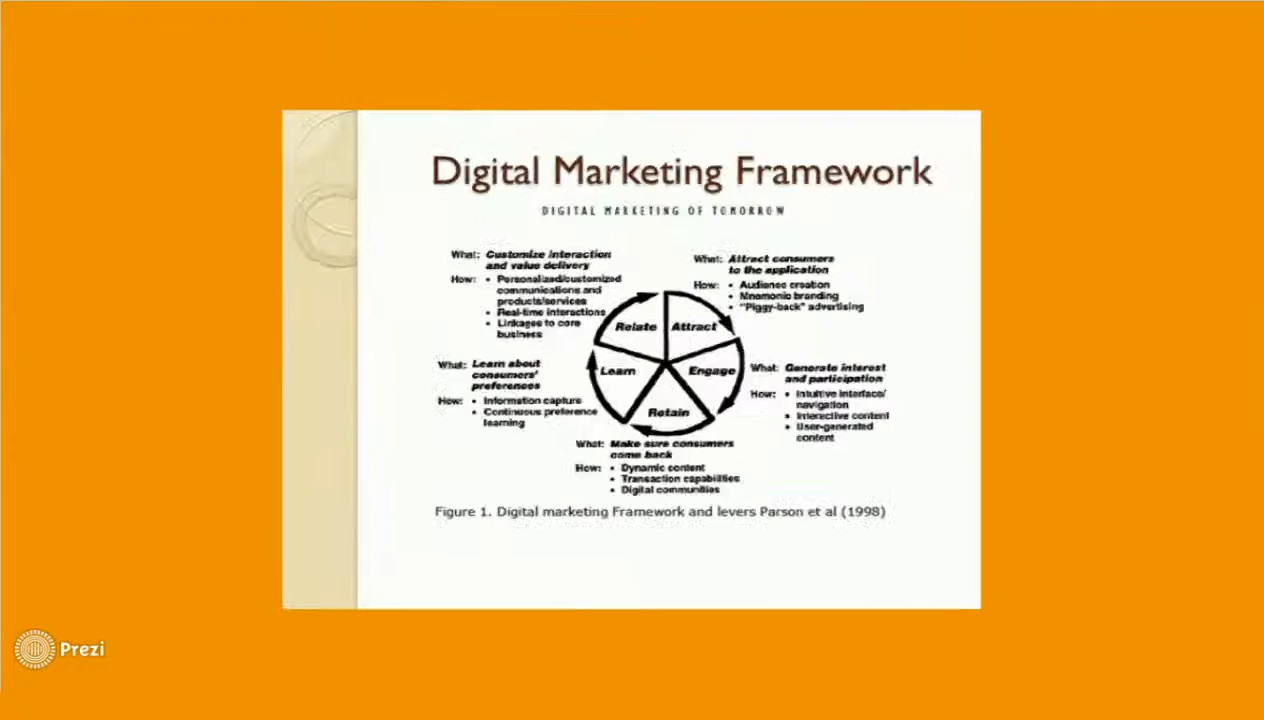 Digital Marketing Framework
DIGITAL MARKETING OF TOMORROW
What: Customize interaction
and value delivery
How: • Personalized/customized
communications and
products/services
• Real-time interactions
• Linkages to core
business
What: Attract consumers
to the application
How: • Audience creation
• Mnemonic branding
• "Piggy-back" advertising
Relate
Attract
Learn
Engage
Retain
What: Learn about
consumers'
preferences
How: • Information capture
• Continuous preference
learning
What: Generate interest
and participation
How: • Intuitive interface/
navigation
• Interactive content
• User-generated
content
What: Make sure consumers
come back
How: • Dynamic content
• Transaction capabilities
• Digital communities
Figure 1. Digital marketing Framework and levers Parson et al (1998)
Prezi